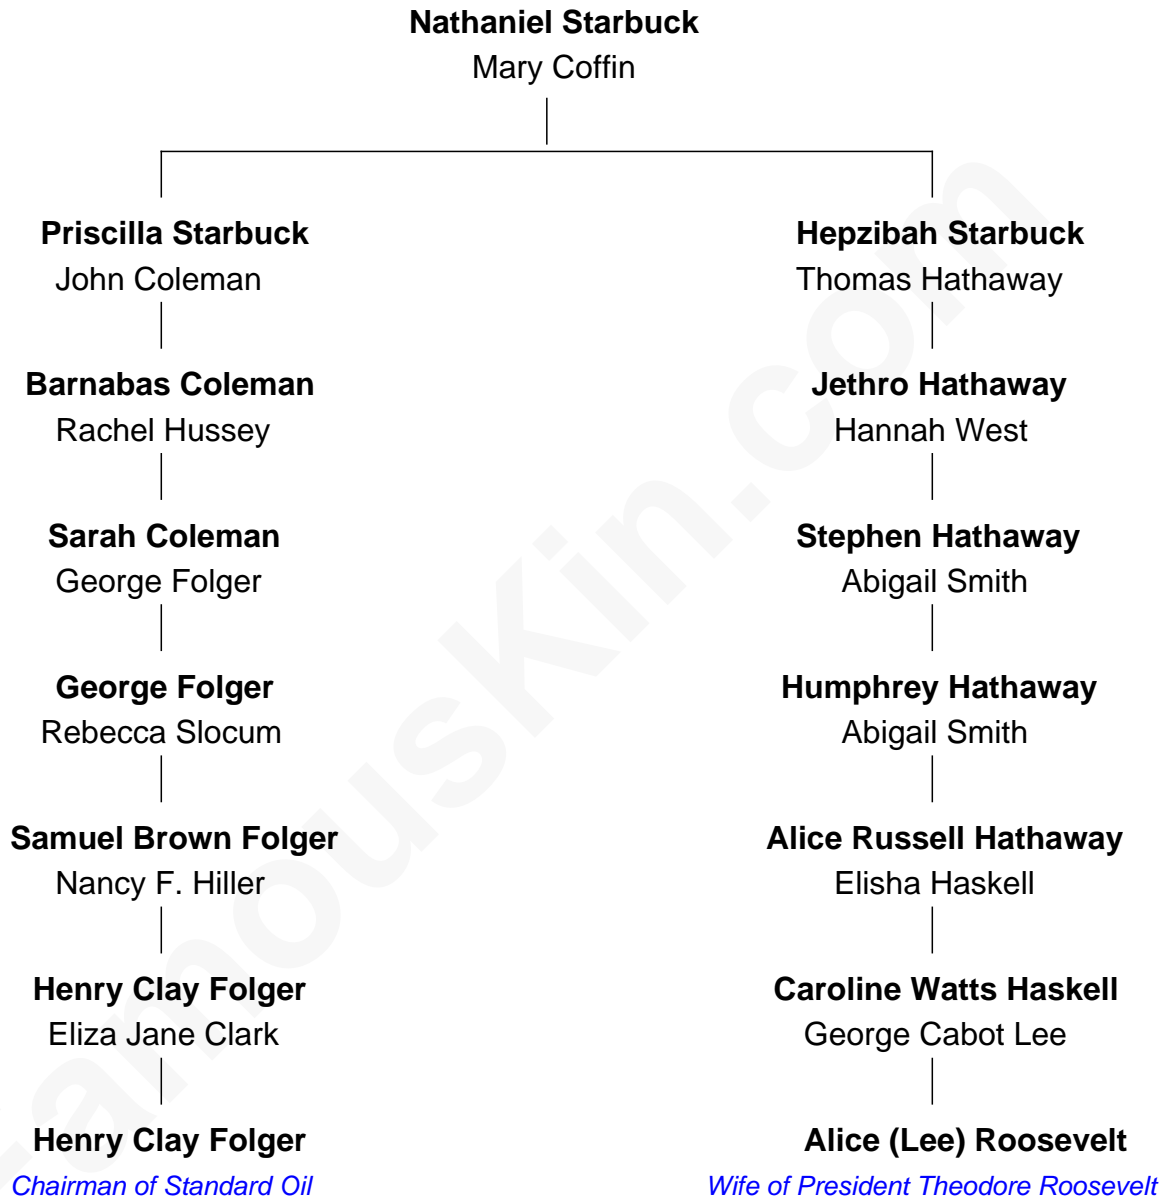 Nathaniel Starbuck
Mary Coffin
Priscilla Starbuck
John Coleman
Hepzibah Starbuck
Thomas Hathaway
Barnabas Coleman
Rachel Hussey
Jethro Hathaway
Hannah West
Sarah Coleman
George Folger
Stephen Hathaway
Abigail Smith
George Folger
Rebecca Slocum
Humphrey Hathaway
Abigail Smith
Samuel Brown Folger
Nancy F. Hiller
Alice Russell Hathaway
Elisha Haskell
Henry Clay Folger
Eliza Jane Clark
Caroline Watts Haskell
George Cabot Lee
Henry Clay Folger
Chairman of Standard Oil
Alice (Lee) Roosevelt
Wife of President Theodore Roosevelt
FamousKin.com